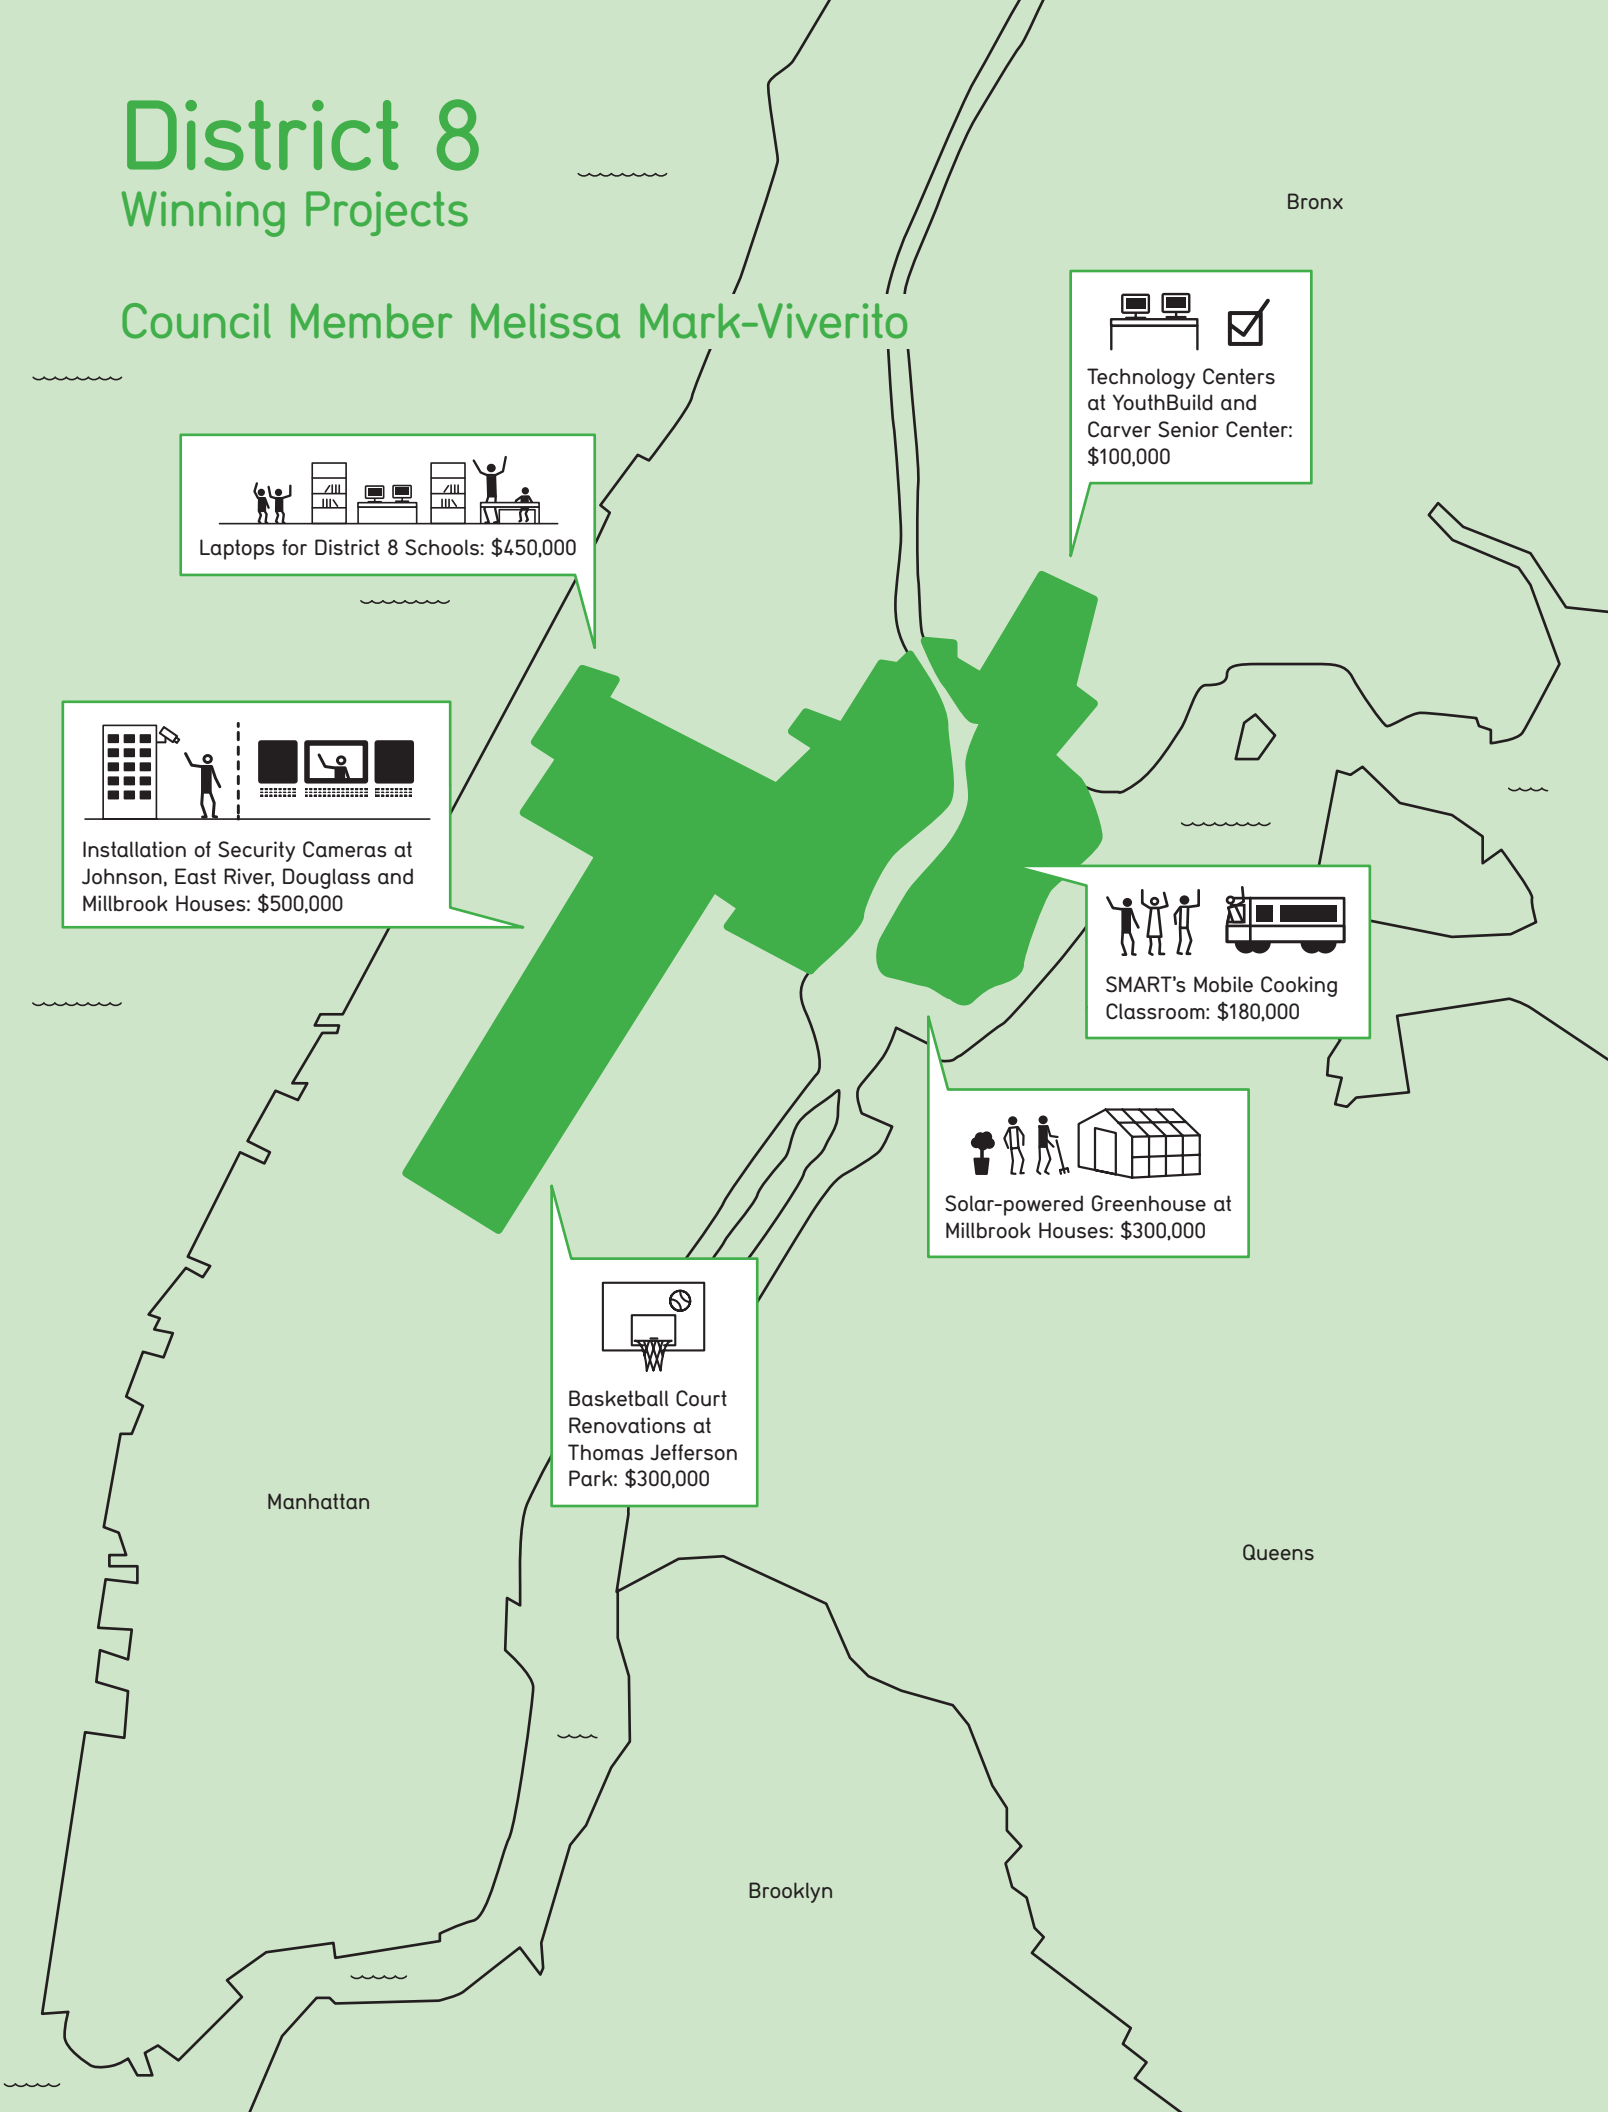 District 8
Winning Projects
Council Member Melissa Mark-Viverito
Bronx
Technology Centers
at YouthBuild and
Carver Senior Center:
$100,000
Laptops for District 8 Schools: $450,000
Installation of Security Cameras at
Johnson, East River, Douglass and
Millbrook Houses: $500,000
SMART's Mobile Cooking
Classroom: $180,000
Solar-powered Greenhouse at
Millbrook Houses: $300,000
Basketball Court
Renovations at
Thomas Jefferson
Park: $300,000
Manhattan
Queens
Brooklyn